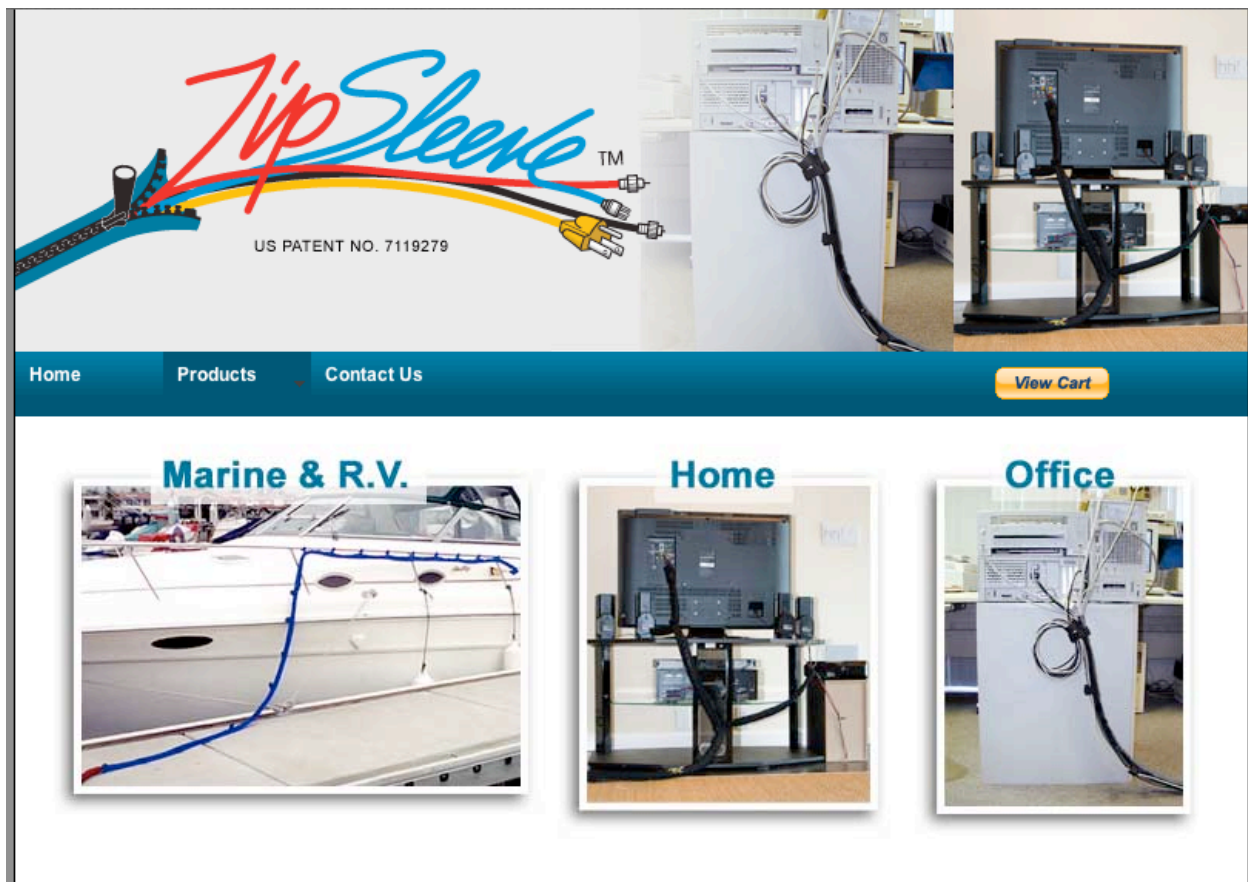 ZipSleeve TM
US PATENT NO. 7119279
Home Products Contact Us View Cart
Marine & R.V. Home Office